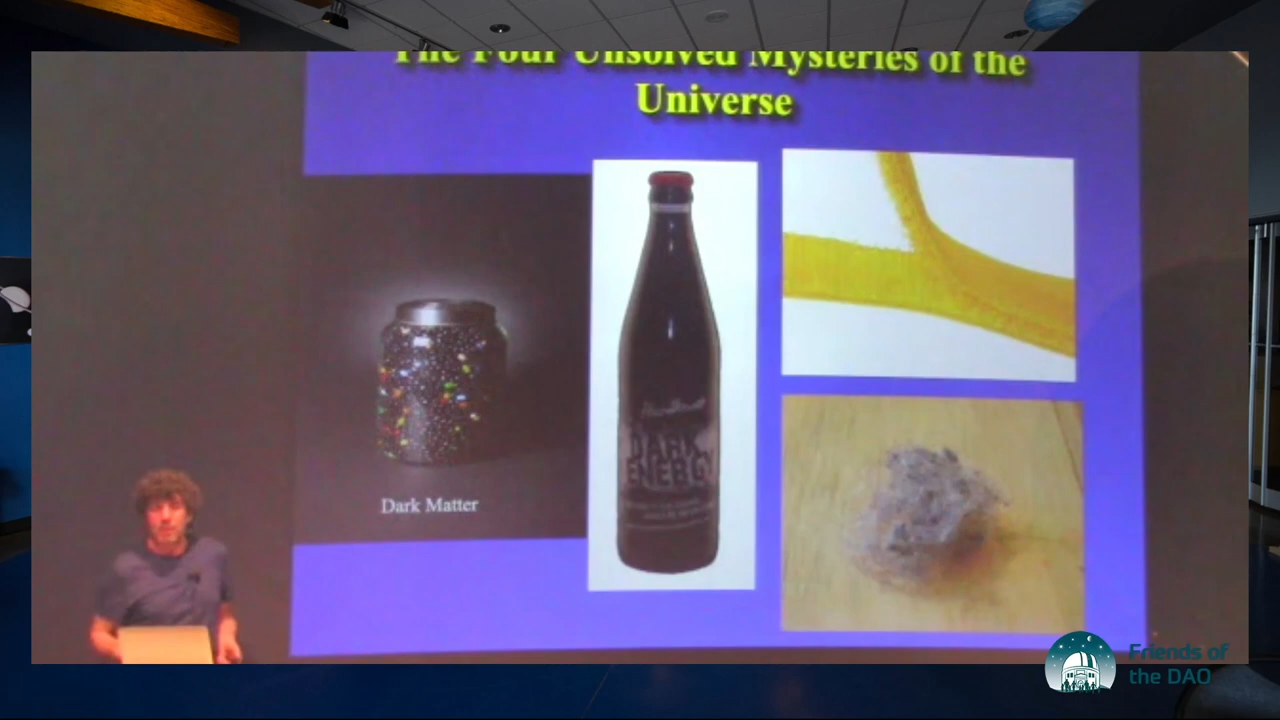 The Four Unsolved Mysteries of the
Universe
Dark Matter
DARK
ENERGY
Friends of
the DAO